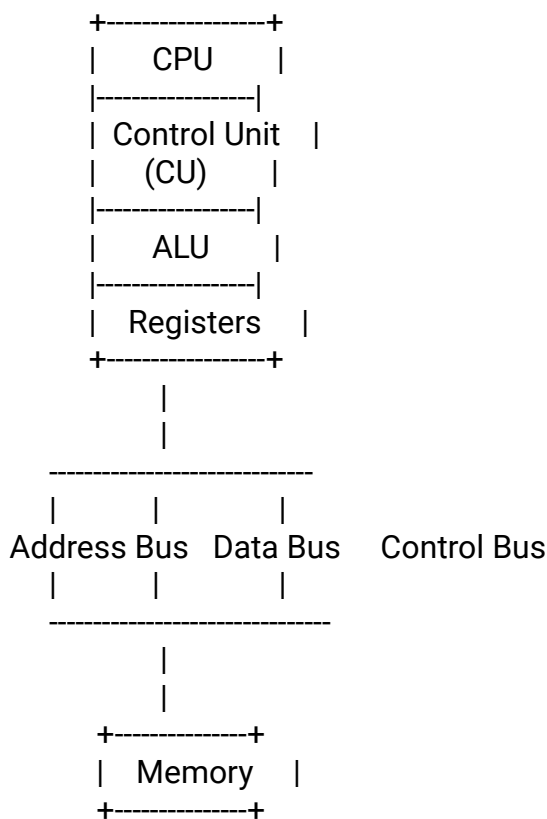 +------------------+
| CPU |
|------------------|
| Control Unit |
| (CU) |
|------------------|
| ALU |
|------------------|
| Registers |
+------------------+
|
|
-----------------------------
| | |
Address Bus Data Bus Control Bus
| | |
-------------------------------
|
|
+---------------+
| Memory |
+---------------+